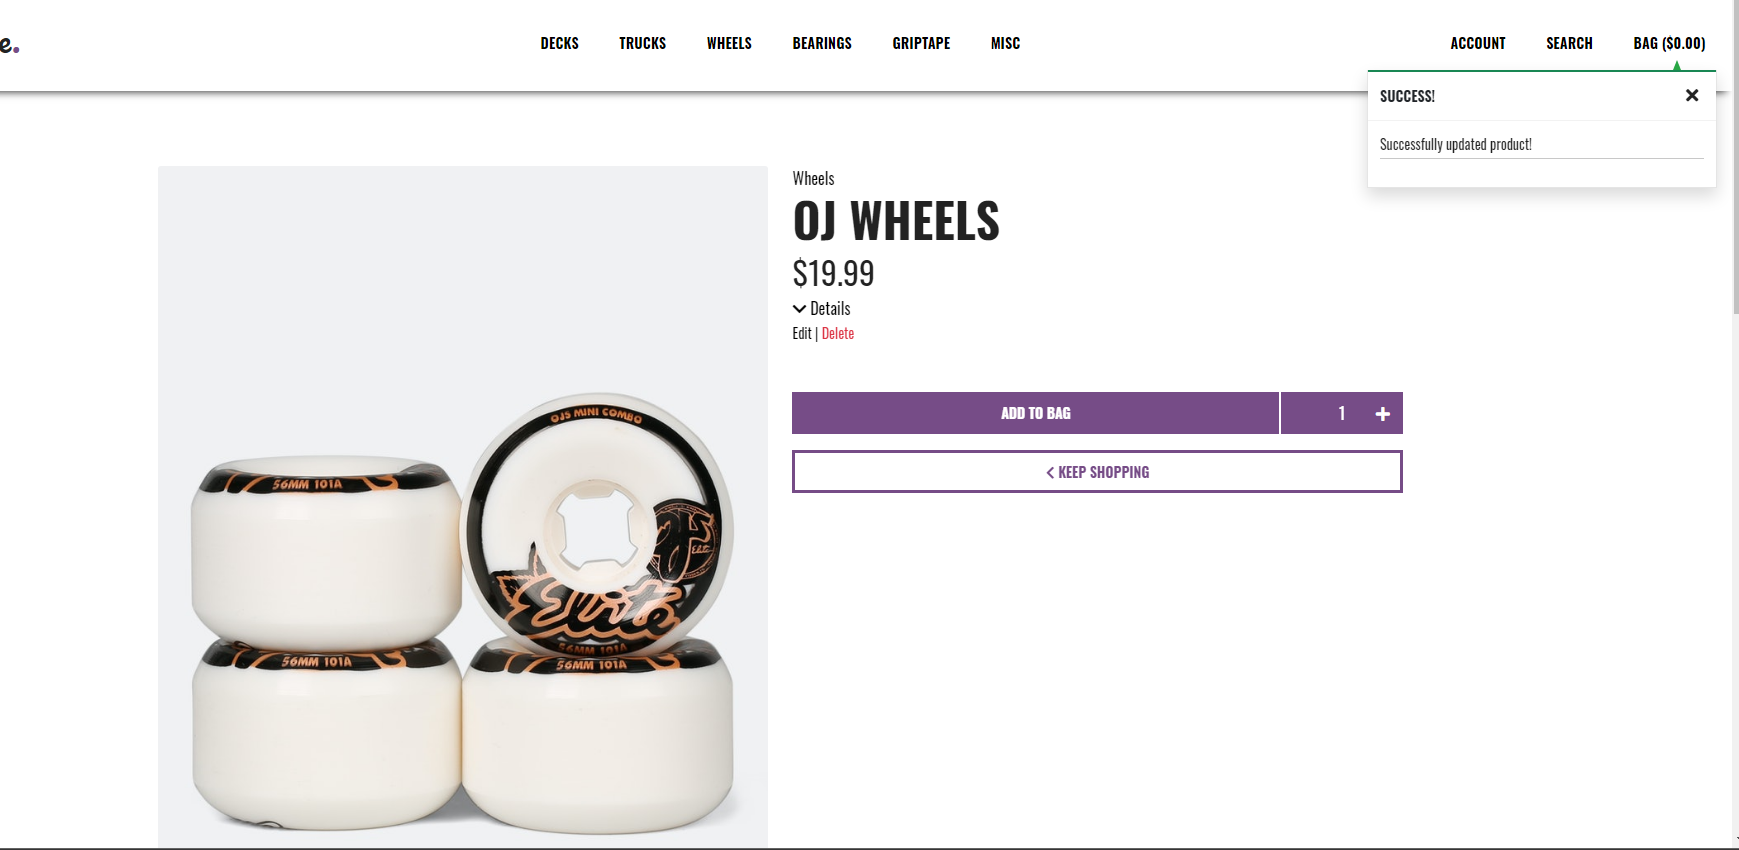 e.
DECKS TRUCKS WHEELS BEARINGS GRIPTAPE MISC
ACCOUNT SEARCH BAG ($0.00)
SUCCESS!
Successfully updated product!
Wheels
OJ WHEELS
$19.99
Details
Edit | Delete
ADD TO BAG 1 +
< KEEP SHOPPING
OJS MINI COMBO
56MM 101A
OJS
Elite
Elite
56MM 101A
56MM 101A
56MM 101A